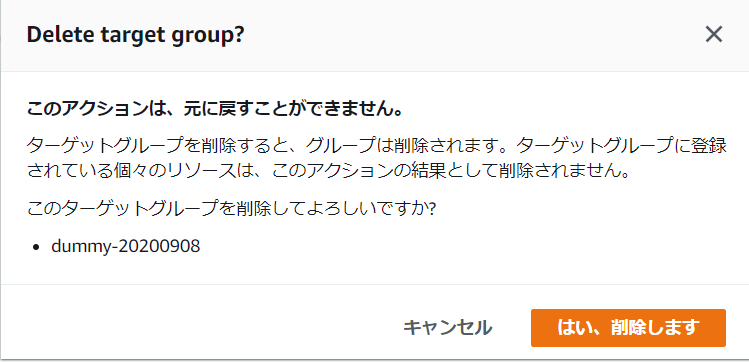 Delete target group?
このアクションは、元に戻すことができません。
ターゲットグループを削除すると、グループは削除されます。ターゲットグループに登録
されている個々のリソースは、このアクションの結果として削除されません。
このターゲットグループを削除してよろしいですか?
• dummy-20200908
キャンセル
はい、削除します